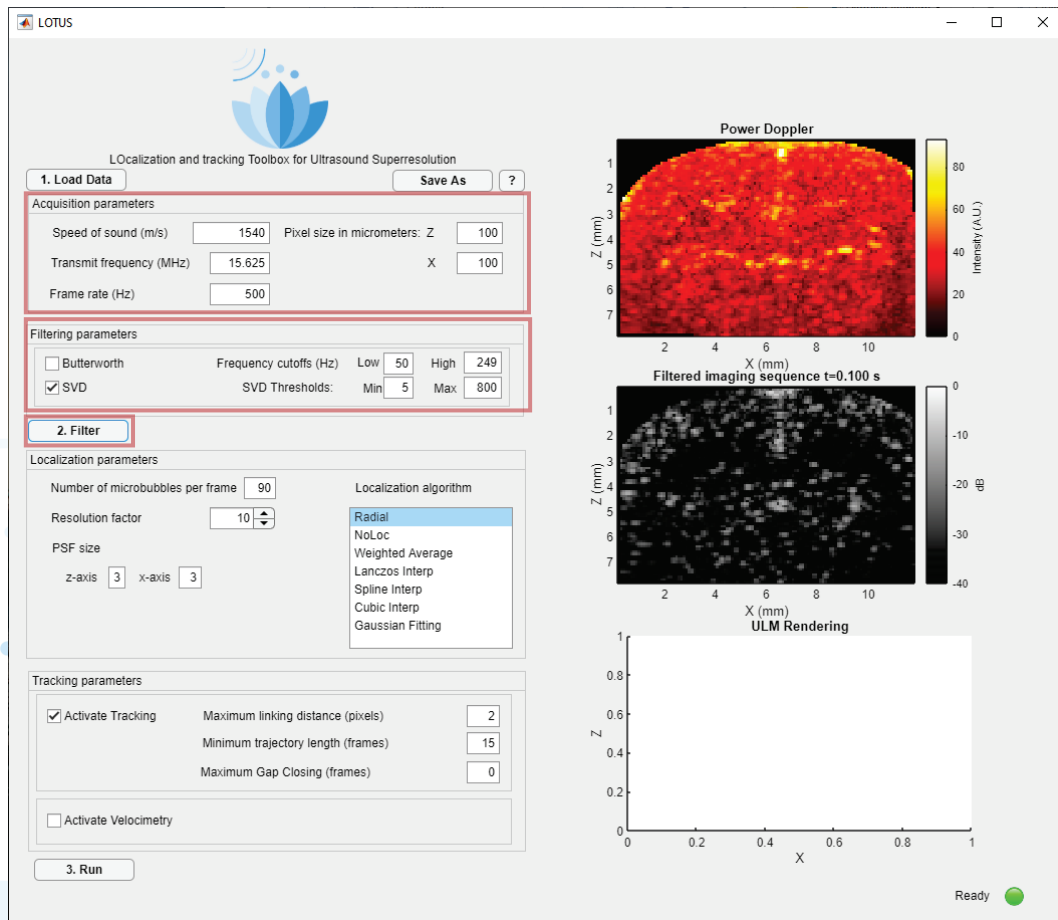 LOTUS
LOcalization and tracking Toolbox for Ultrasound Superresolution
1. Load Data
Save As
?
Acquisition parameters
Speed of sound (m/s) 1540 Pixel size in micrometers: Z 100
Transmit frequency (MHz) 15.625 X 100
Frame rate (Hz) 500
Filtering parameters
Butterworth Frequency cutoffs (Hz) Low 50 High 249
SVD SVD Thresholds: Min 5 Max 800
2. Filter
Localization parameters
Number of microbubbles per frame 90
Resolution factor 10
PSF size
z-axis 3 x-axis 3
Localization algorithm
Radial
NoLoc
Weighted Average
Lanczos Interp
Spline Interp
Cubic Interp
Gaussian Fitting
Tracking parameters
Activate Tracking Maximum linking distance (pixels) 2
Minimum trajectory length (frames) 15
Maximum Gap Closing (frames) 0
Activate Velocimetry
3. Run
Power Doppler
Z (mm)
1
2
3
4
5
6
7
2 4 6 8 10
X (mm)
80
60
40
20
0
Intensity (A.U.)
Filtered imaging sequence t=0.100 s
Z (mm)
1
2
3
4
5
6
7
2 4 6 8 10
X (mm)
0
-10
-20
-30
-40
dB
ULM Rendering
Z
1
0.8
0.6
0.4
0.2
0
0 0.2 0.4 0.6 0.8 1
X
Ready